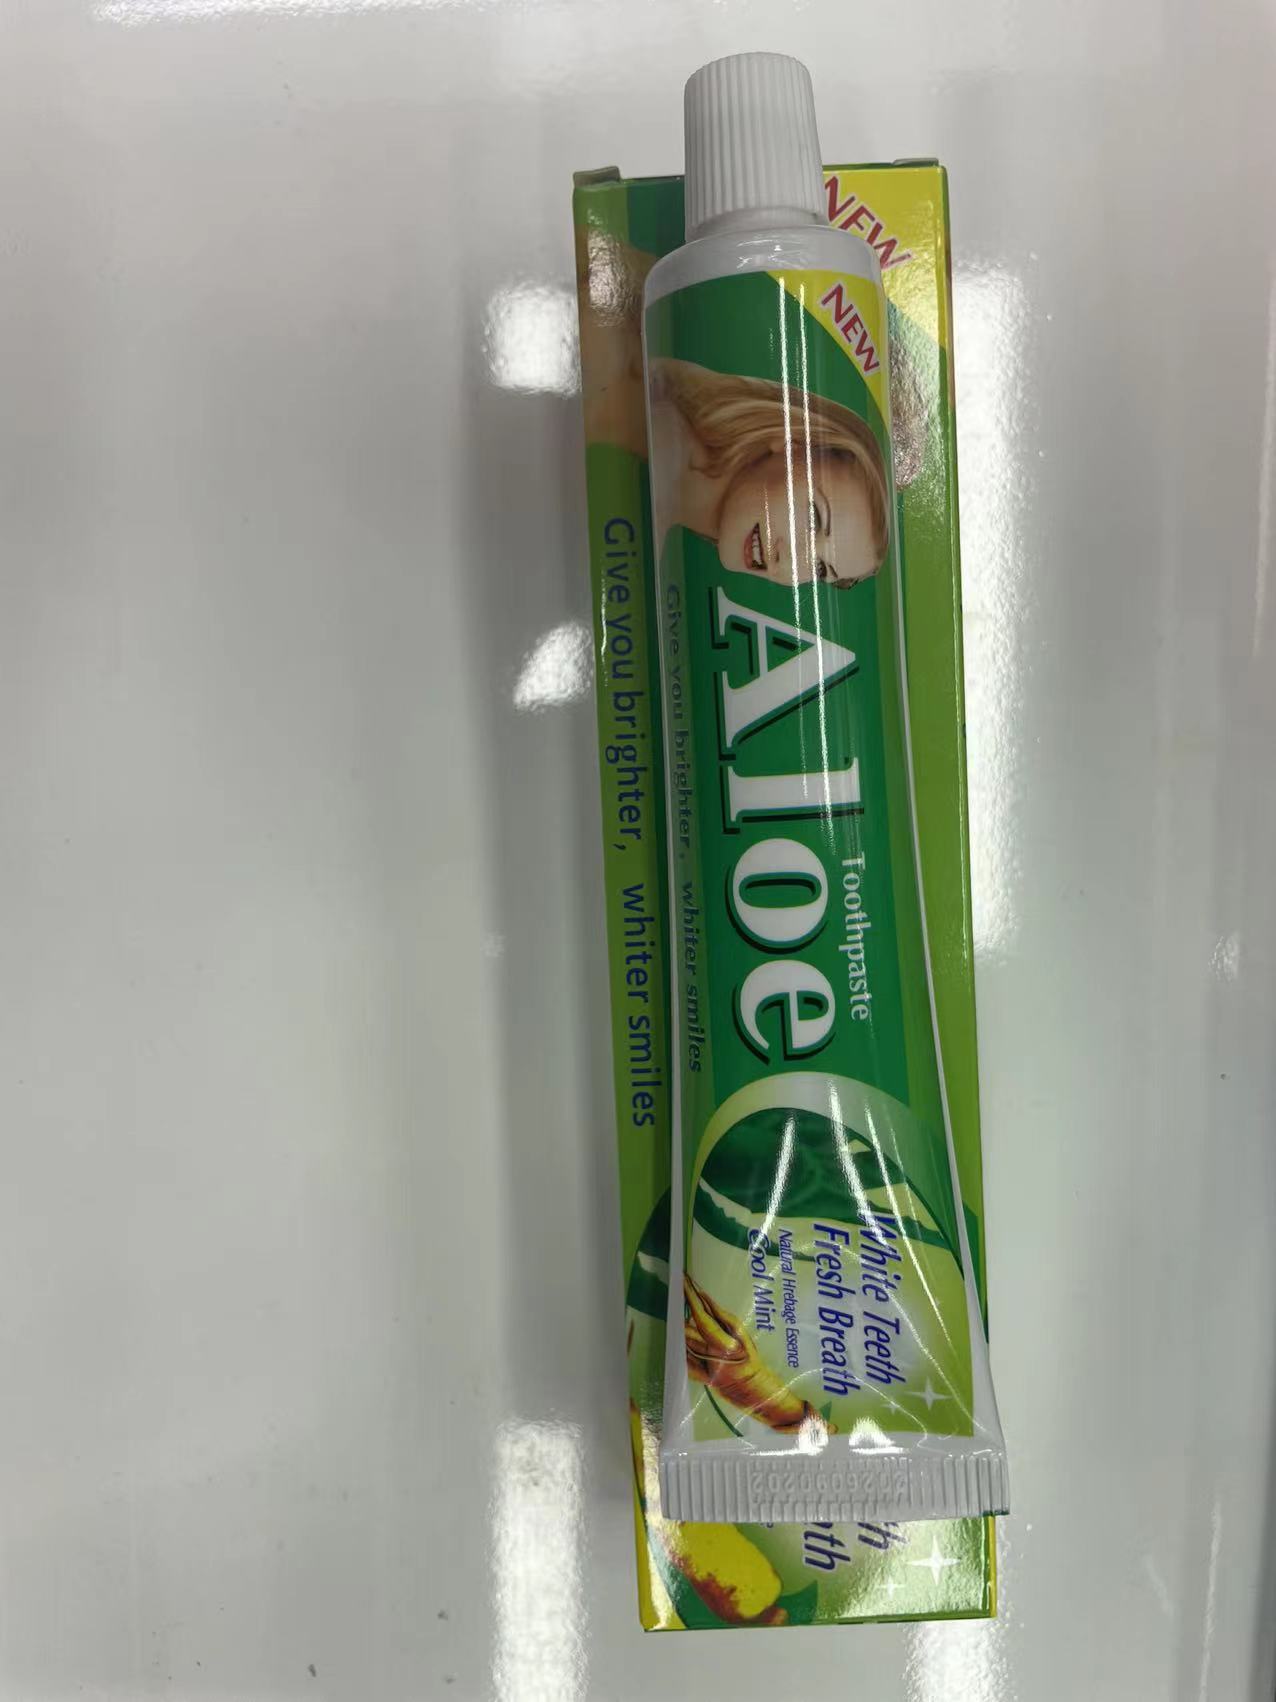 NEW
NEW
Toothpaste
Aloe
Give you brighter, whiter smiles
White Teeth
Fresh Breath
Natural Hrebage Essence
Cool Mint
Give you brighter, whiter smiles